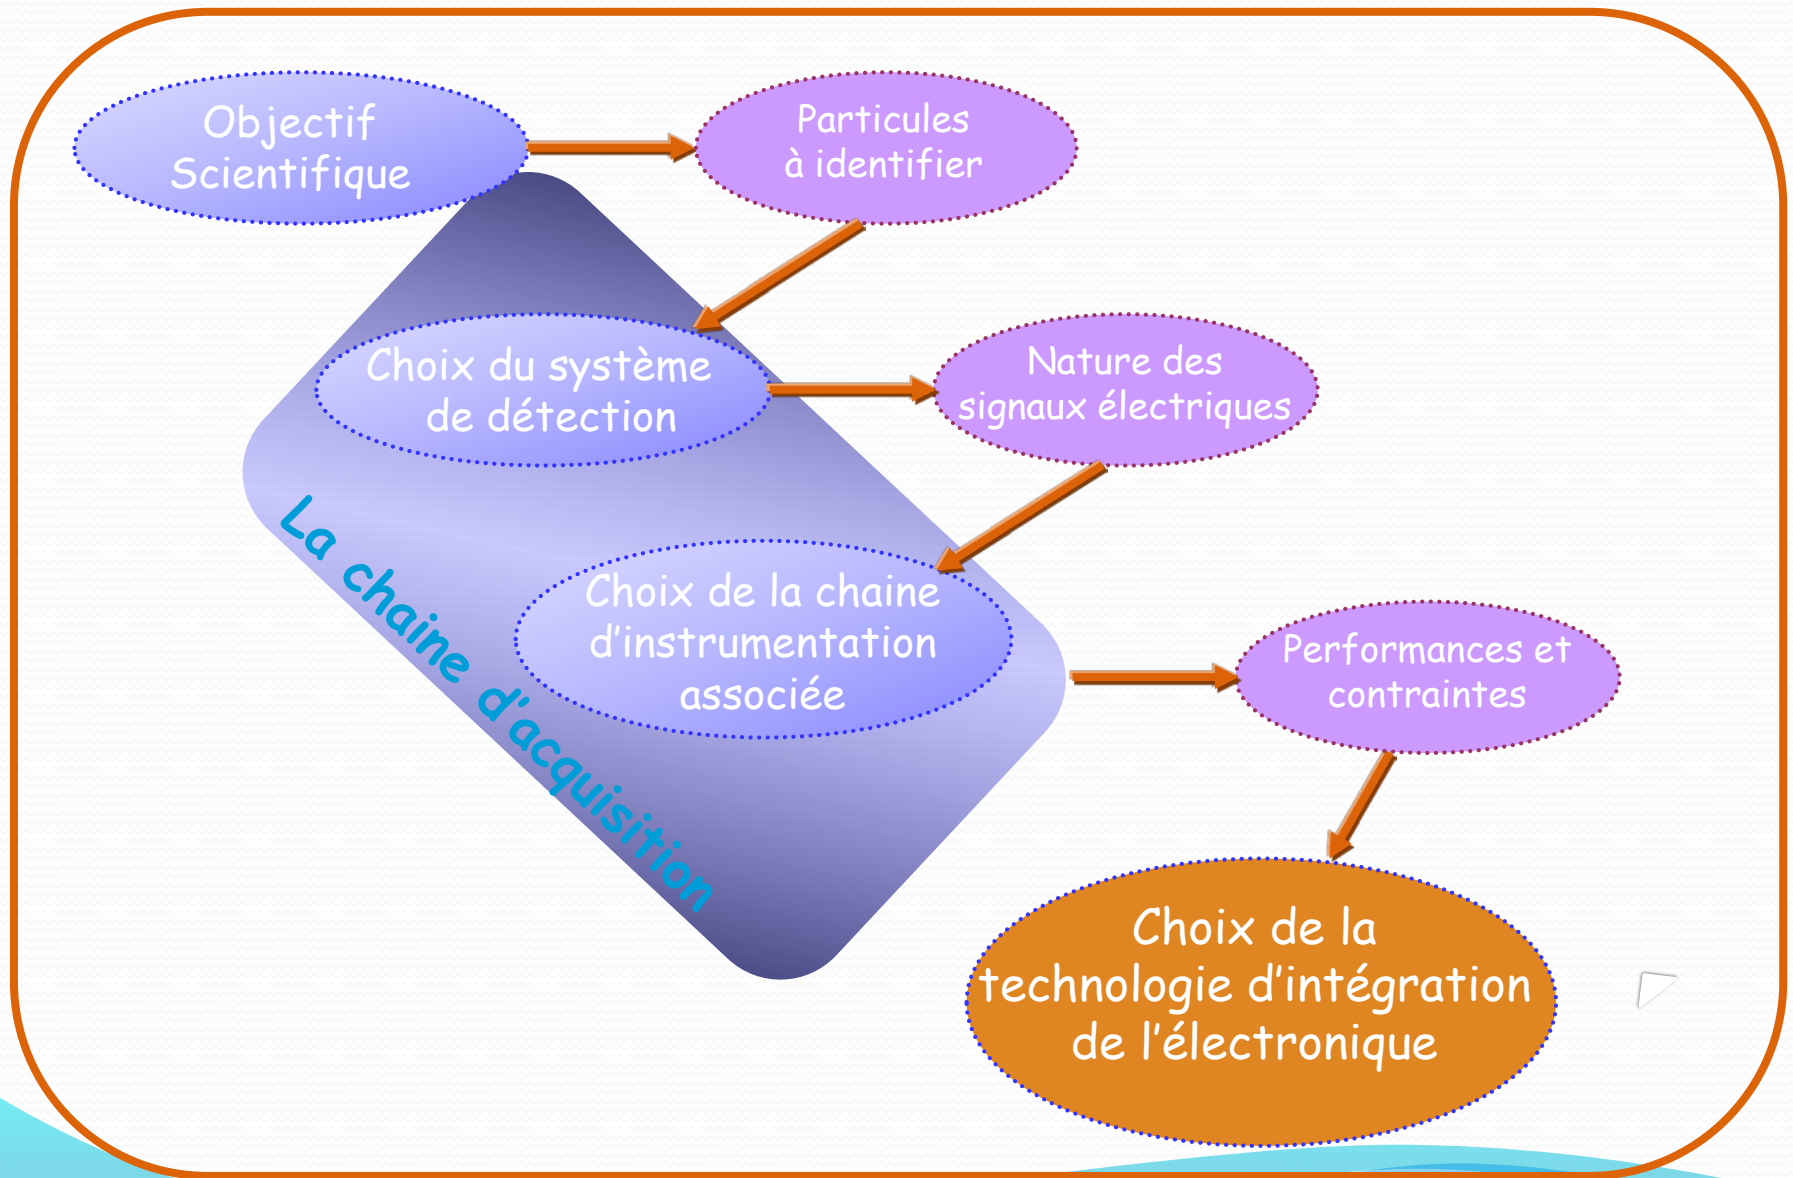 Objectif
Scientifique
Particules
à identifier
Choix du système
de détection
Nature des
signaux électriques
Choix de la chaine
d’instrumentation
associée
La chaine d’acquisition
Performances et
contraintes
Choix de la
technologie d’intégration
de l’électronique